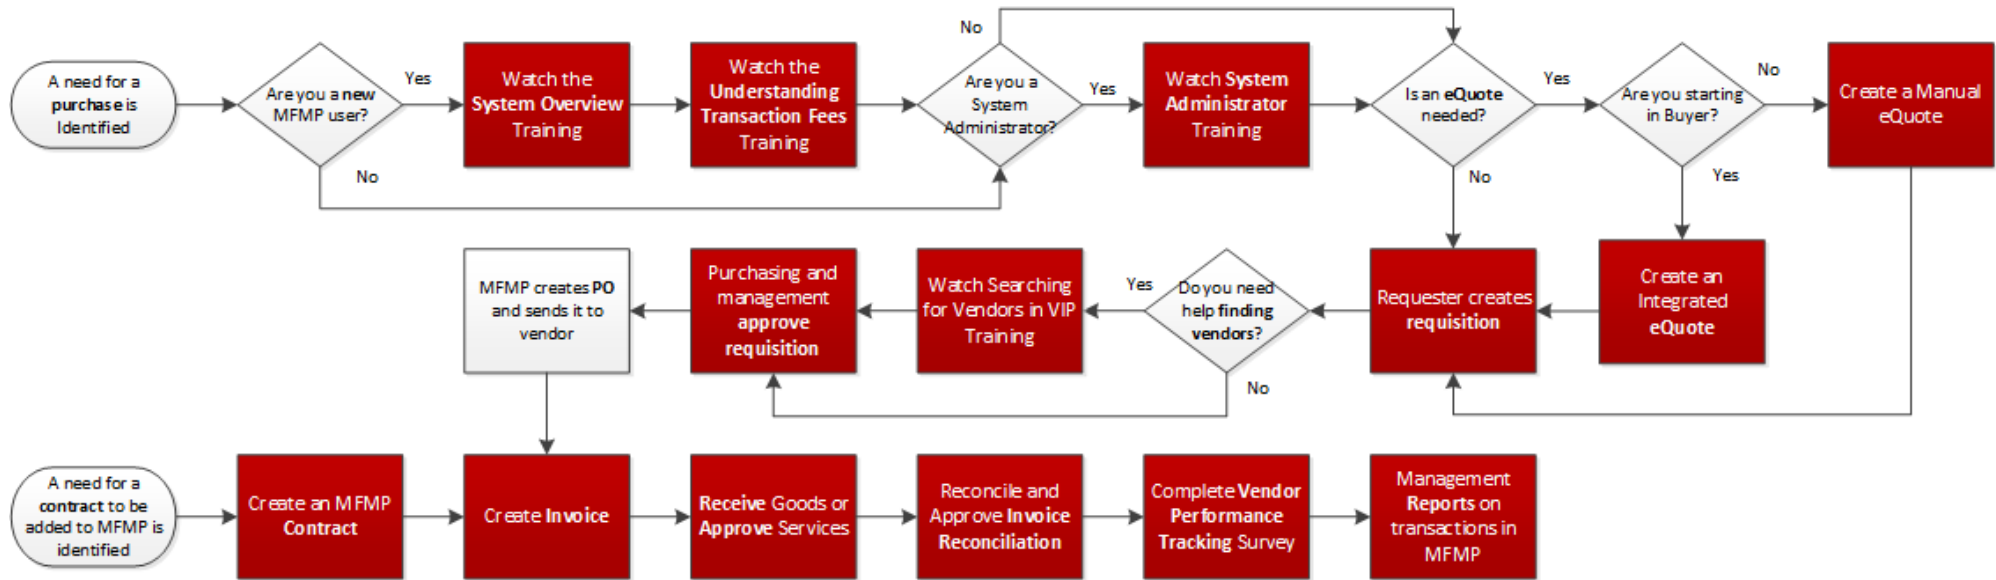 A need for a
purchase is
Identified
Are you a new
MFMP user?
Yes
No
Watch the
System Overview
Training
Watch the
Understanding
Transaction Fees
Training
No
Are you a
System
Administrator?
Yes
Watch System
Administrator
Training
Is an eQuote
needed?
Yes
No
Are you starting
in Buyer?
No
Yes
Create a Manual
eQuote
MFMP creates PO
and sends it to
vendor
Purchasing and
management
approve
requisition
Watch Searching
for Vendors in VIP
Training
Yes
Do you need
help finding
vendors?
No
Requester creates
requisition
Create an
Integrated
eQuote
A need for a
contract to be
added to MFMP is
identified
Create an MFMP
Contract
Create Invoice
Receive Goods or
Approve Services
Reconcile and
Approve Invoice
Reconciliation
Complete Vendor
Performance
Tracking Survey
Management
Reports on
transactions in
MFMP